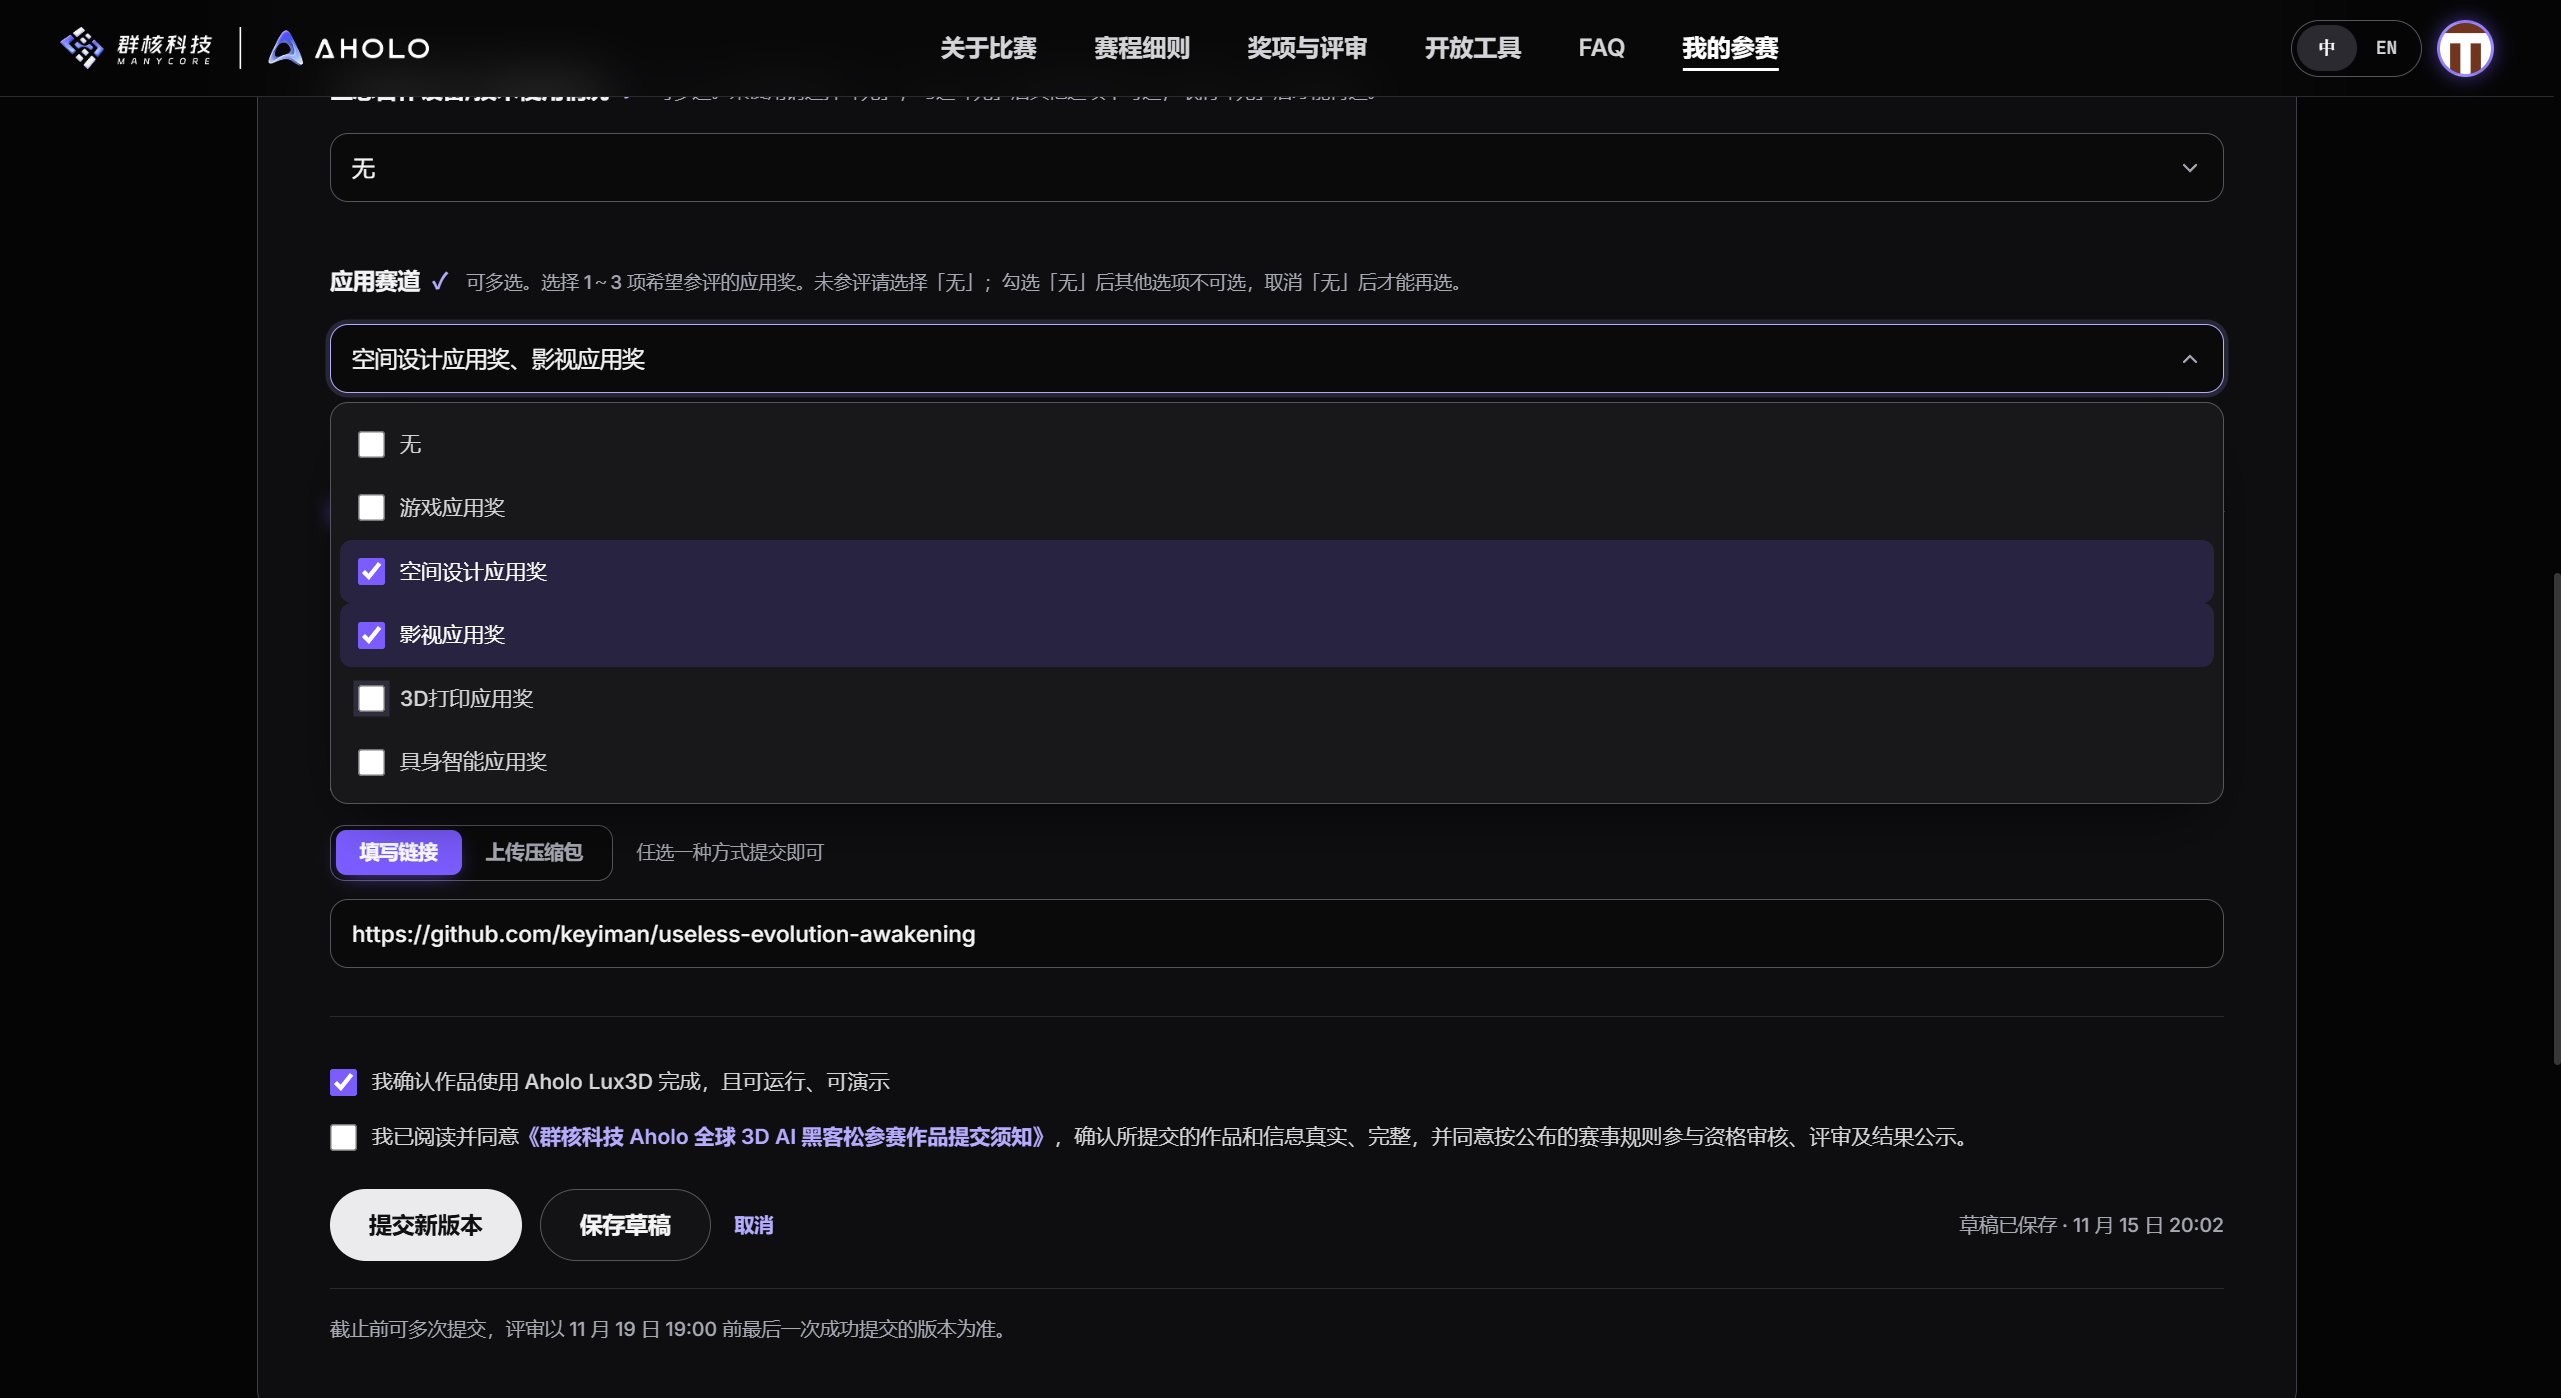 群核科技
MANYCORE
AHOLO
关于比赛
赛程细则
奖项与评审
开放工具
FAQ
我的参赛
中
EN
无
应用赛道 ✓ 可多选。选择 1~3 项希望参评的应用奖。未参评请选择「无」；勾选「无」后其他选项不可选，取消「无」后才能再选。
空间设计应用奖、影视应用奖
无
游戏应用奖
空间设计应用奖
影视应用奖
3D打印应用奖
具身智能应用奖
填写链接
上传压缩包
任选一种方式提交即可
https://github.com/keyiman/useless-evolution-awakening
我确认作品使用 Aholo Lux3D 完成，且可运行、可演示
我已阅读并同意《群核科技 Aholo 全球 3D AI 黑客松参赛作品提交须知》，确认所提交的作品和信息真实、完整，并同意按公布的赛事规则参与资格审核、评审及结果公示。
提交新版本
保存草稿
取消
草稿已保存 · 11 月 15 日 20:02
截止前可多次提交，评审以 11 月 19 日 19:00 前最后一次成功提交的版本为准。